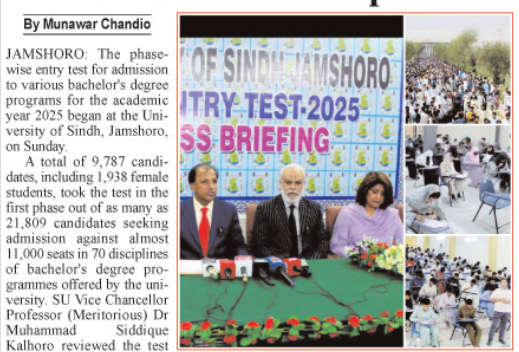 By Munawar Chandio
JAMSHORO: The phase-
wise entry test for admission
to various bachelor's degree
programs for the academic
year 2025 began at the Uni-
versity of Sindh, Jamshoro,
on Sunday.
A total of 9,787 candi-
dates, including 1,938 female
students, took the test in the
first phase out of as many as
21,809 candidates seeking
admission against almost
11,000 seats in 70 disciplines
of bachelor's degree pro-
grammes offered by the uni-
versity. SU Vice Chancellor
Professor (Meritorious) Dr
Muhammad Siddique
Kalhoro reviewed the test
Y OF SINDH JAMSHORO
NTRY TEST-2025
SS BRIEFING